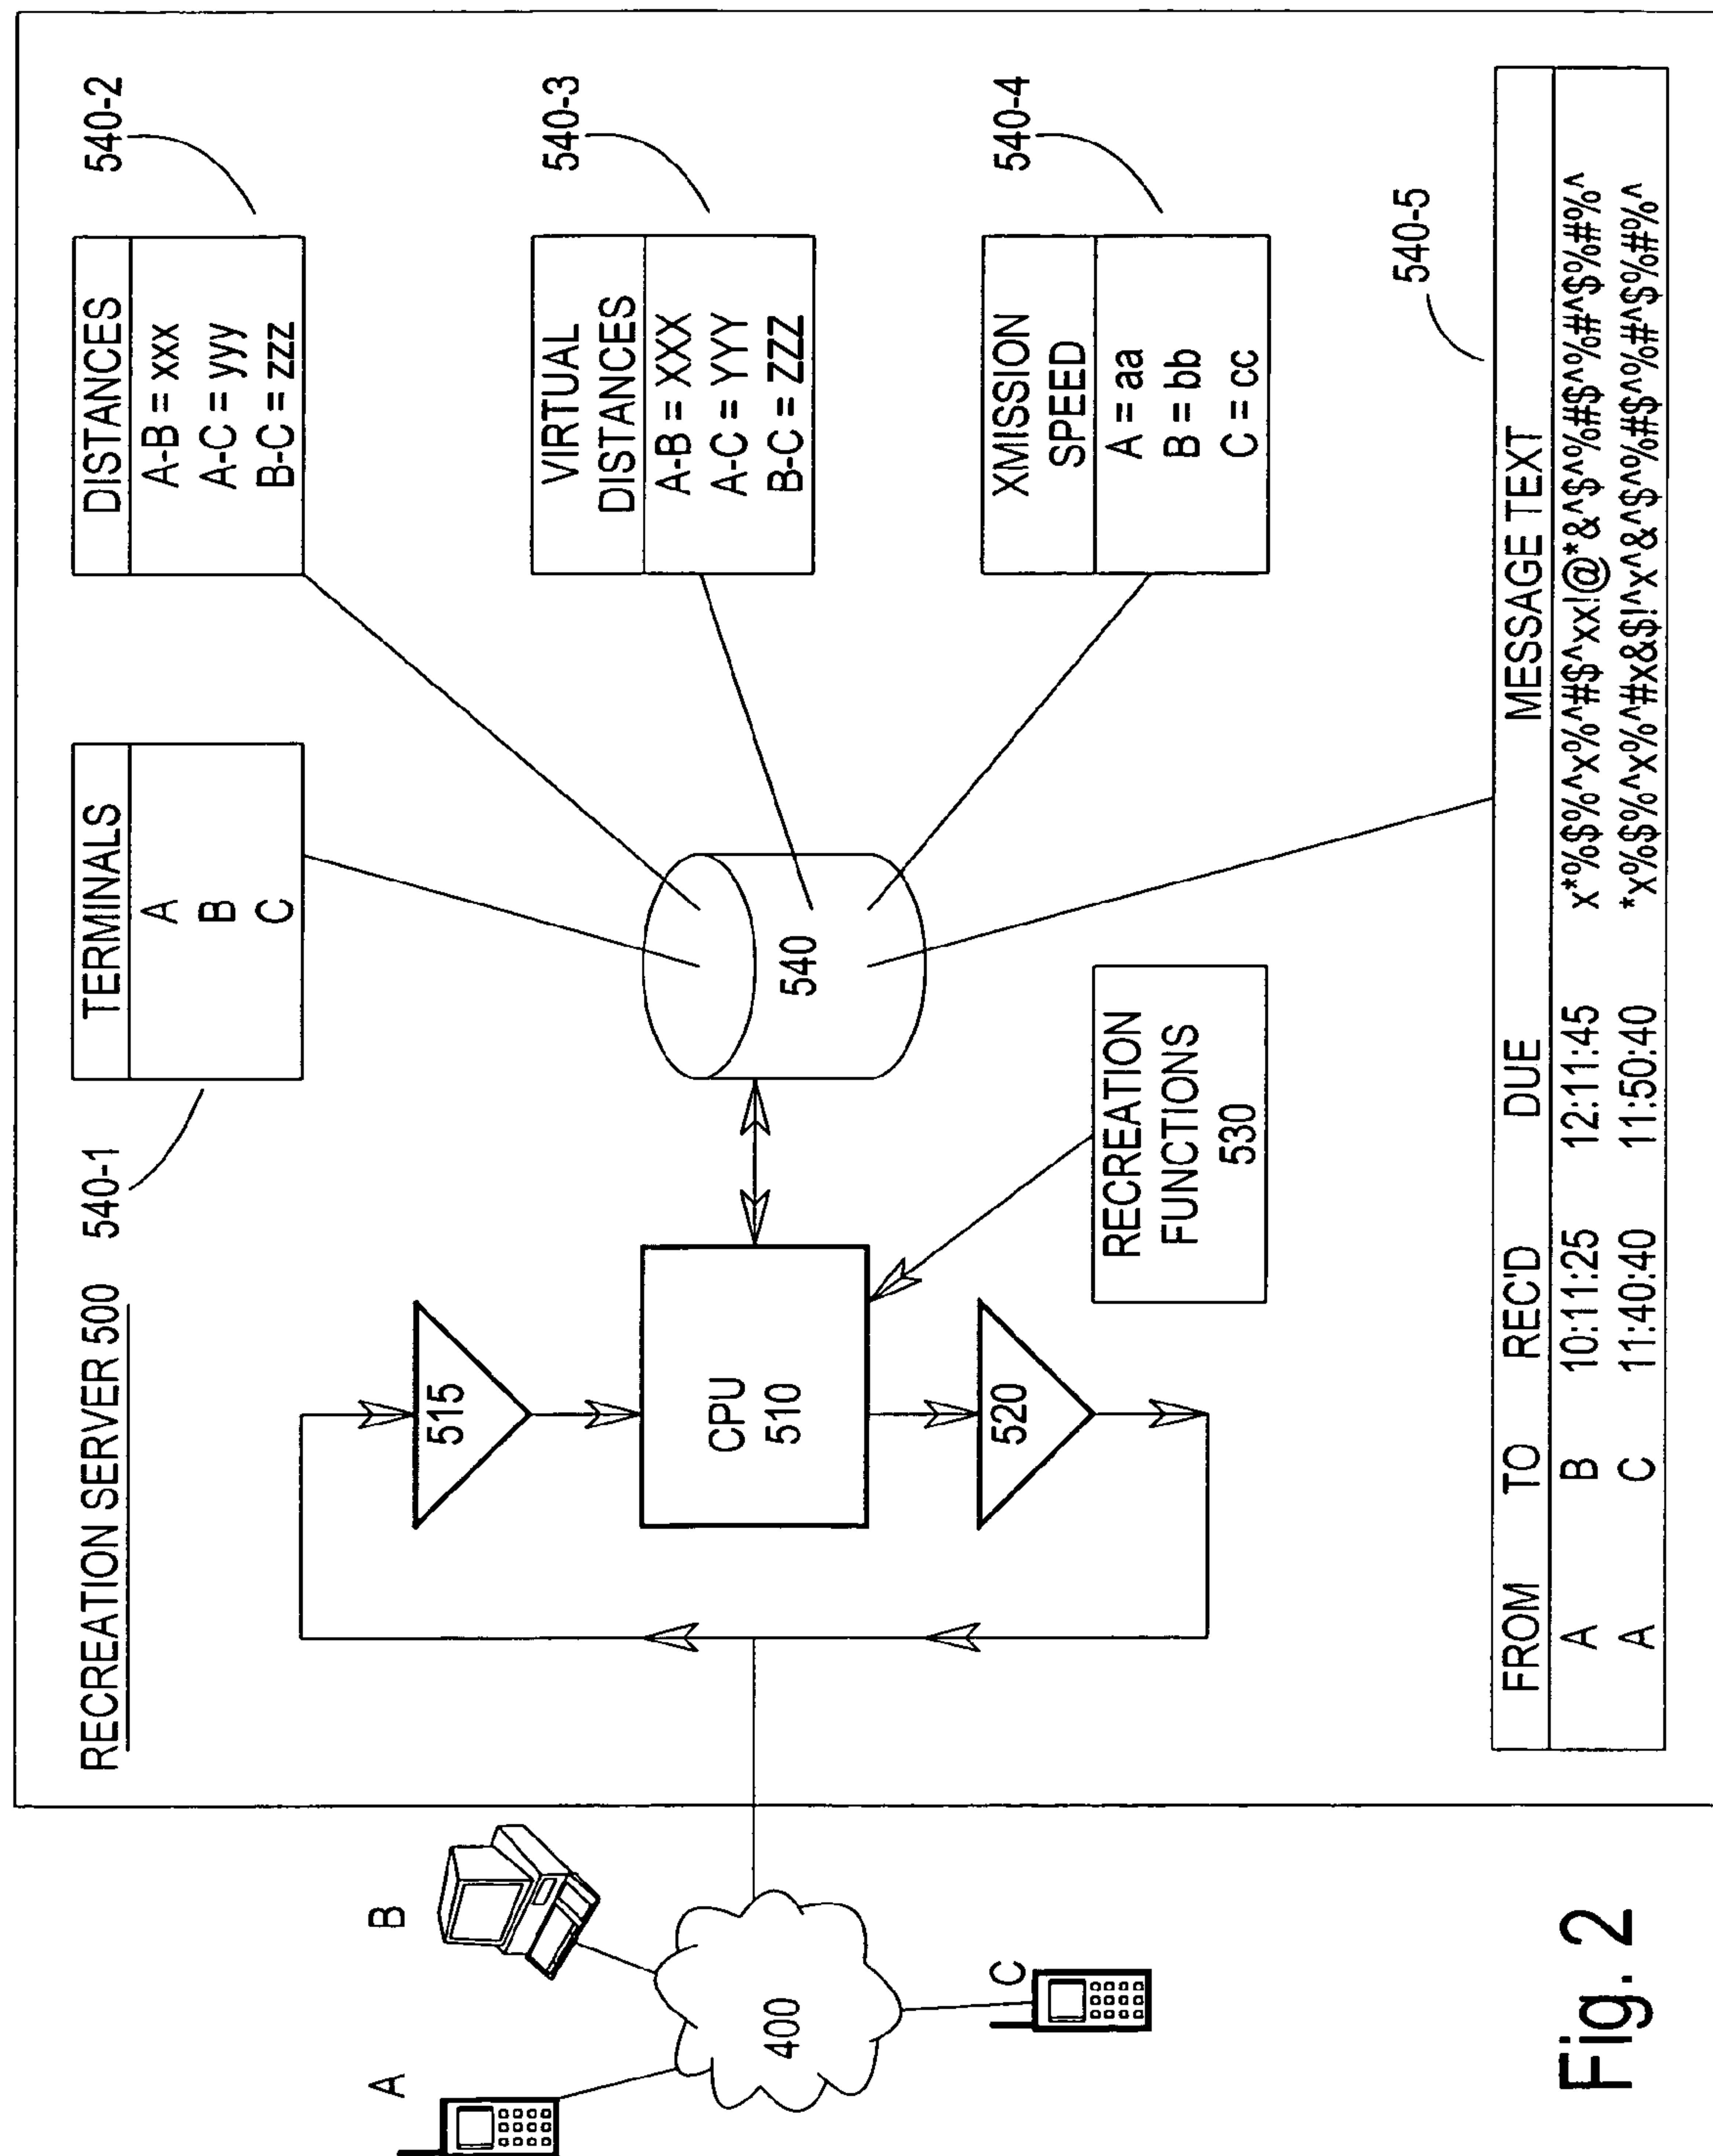 RECREATION SERVER 500
540-1
TERMINALS
A
B
C
540-2
DISTANCES
A-B = xxx
A-C = yyy
B-C = zzz
540-3
VIRTUAL
DISTANCES
A-B = XXX
A-C = YYY
B-C = ZZZ
540-4
XMISSION
SPEED
A = aa
B = bb
C = cc
515
CPU
510
520
540
RECREATION
FUNCTIONS
530
A
B
C
400
540-5
FROM TO REC'D DUE MESSAGE TEXT
A B 10:11:25 12:11:45 x*%$%^x%^#$^xx!@*&^$^%#$^%#^$%#%^
A C 11:40:40 11:50:40 *x%$%^x%^#x&$!^x^&^$^%#$^%#^$%#%^
Fig. 2